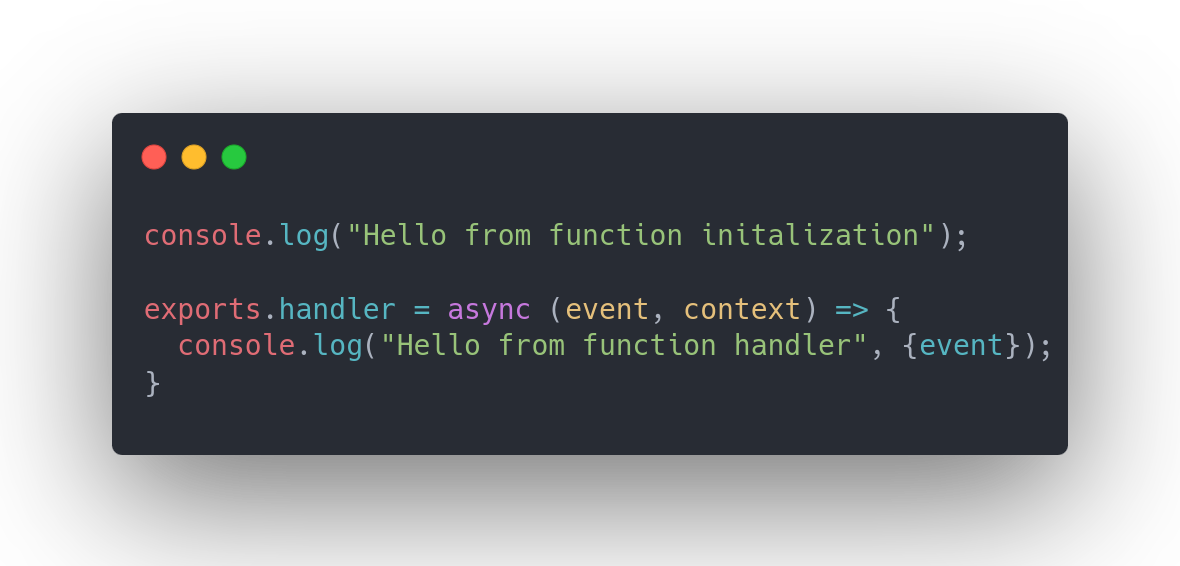 console.log("Hello from function initalization");
exports.handler = async (event, context) => {
  console.log("Hello from function handler", {event});
}